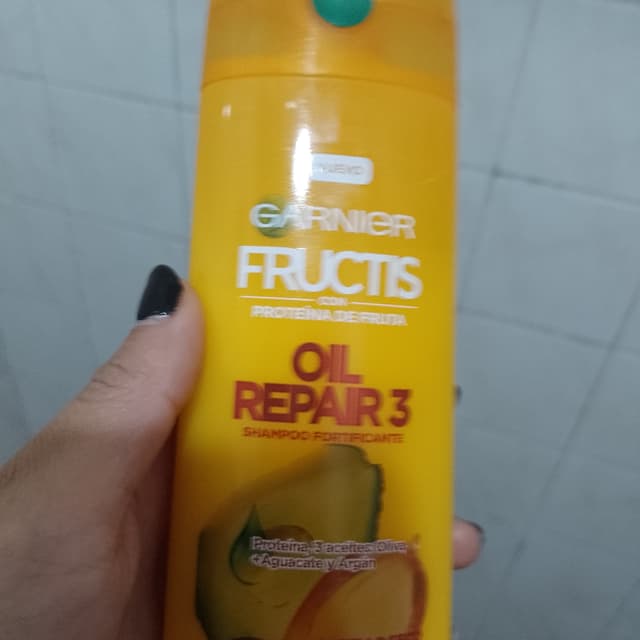 NUEVO
GARNIER
FRUCTIS
CON
PROTEÍNA DE FRUTA
OIL
REPAIR 3
SHAMPOO FORTIFICANTE
Proteína, 3 aceites: Oliva
+Aguacate y Argán